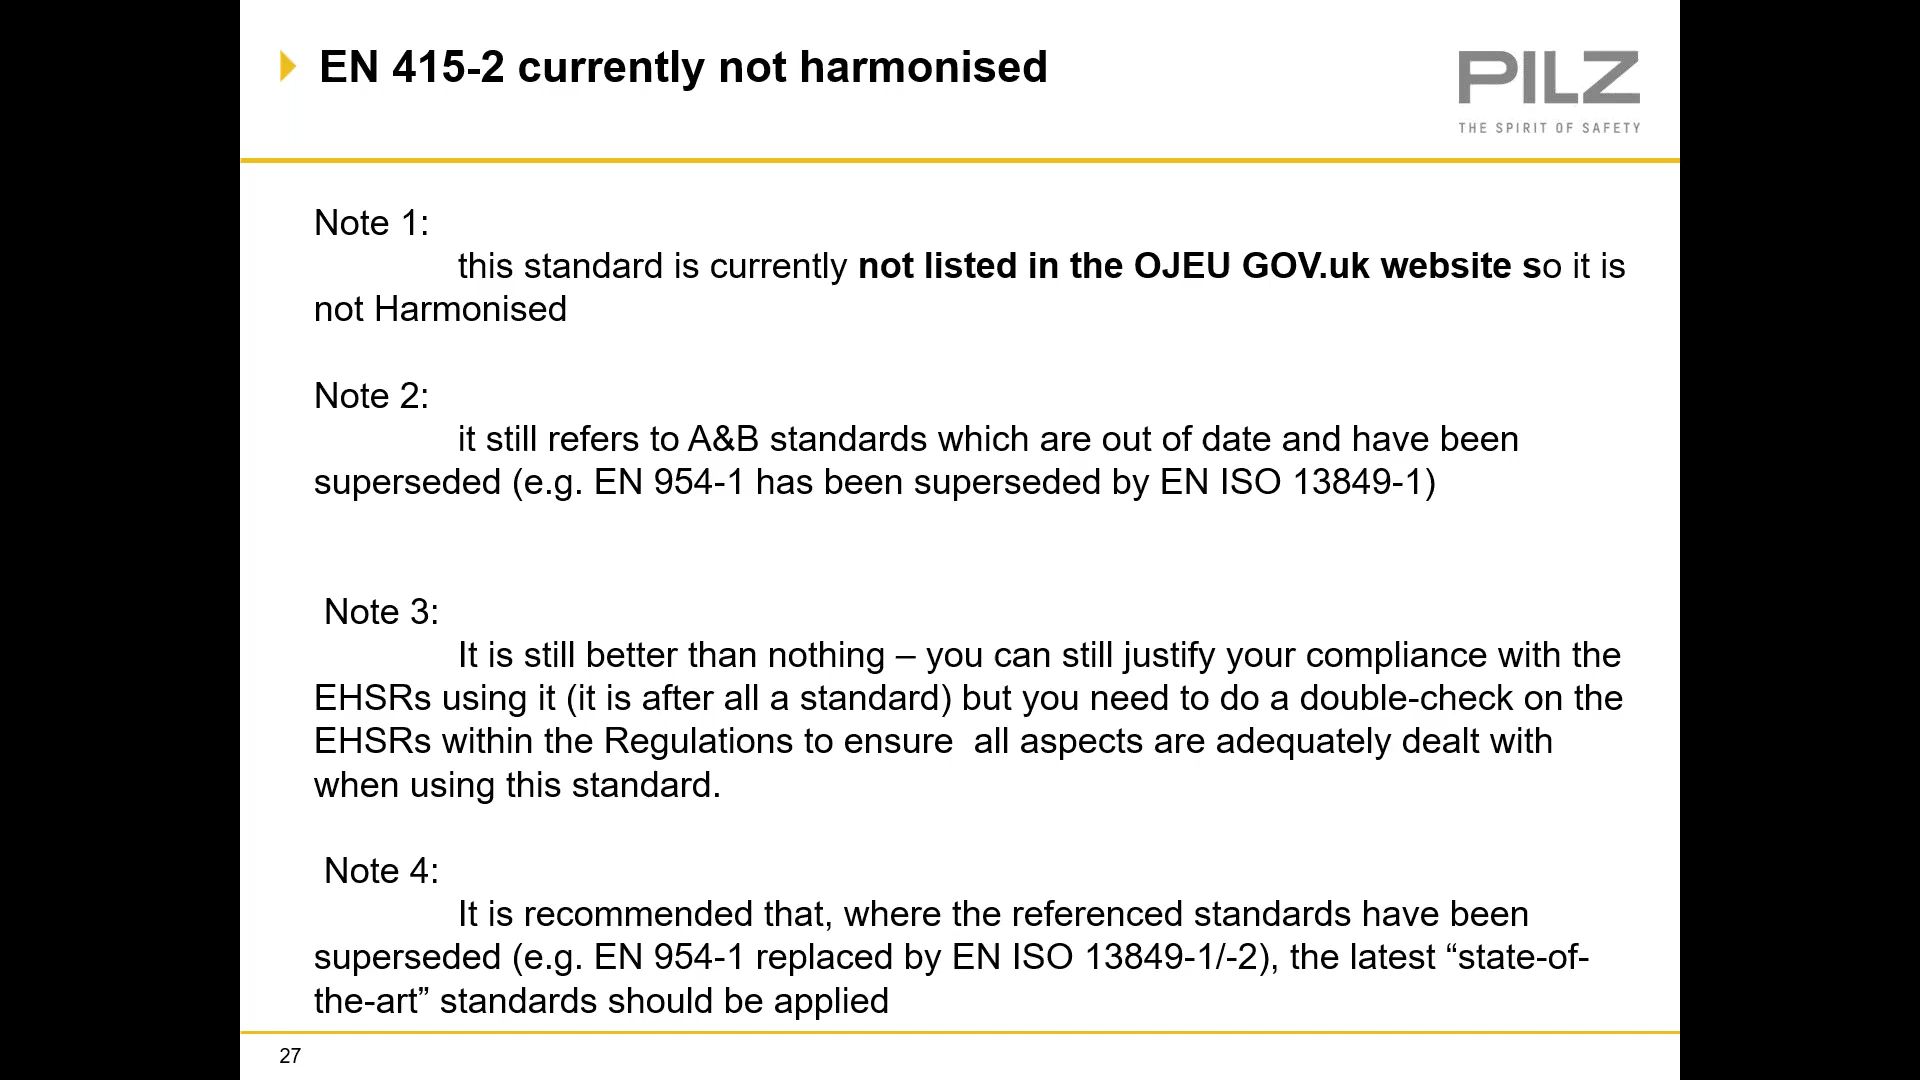 EN 415-2 currently not harmonised
PILZ
THE SPIRIT OF SAFETY
Note 1:
this standard is currently not listed in the OJEU GOV.uk website so it is
not Harmonised
Note 2:
it still refers to A&B standards which are out of date and have been
superseded (e.g. EN 954-1 has been superseded by EN ISO 13849-1)
Note 3:
It is still better than nothing – you can still justify your compliance with the
EHSRs using it (it is after all a standard) but you need to do a double-check on the
EHSRs within the Regulations to ensure  all aspects are adequately dealt with
when using this standard.
Note 4:
It is recommended that, where the referenced standards have been
superseded (e.g. EN 954-1 replaced by EN ISO 13849-1/-2), the latest “state-of-
the-art” standards should be applied
27